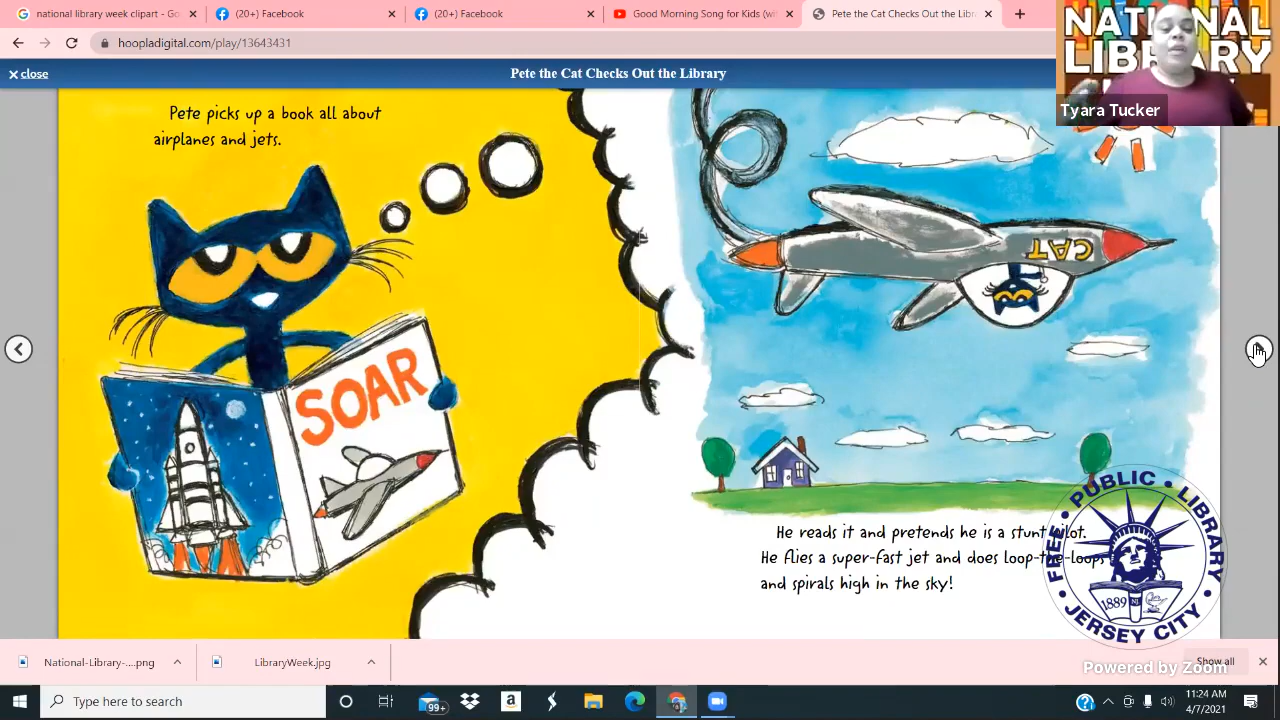 national library week clipart - Go
(20+) Facebook
(20+) Facebook
Good Morning Song for Kids (wit
Pete the Cat Checks Out the Libra
hoopladigital.com/play/13643431
close
Pete the Cat Checks Out the Library
NATIONAL
LIBRARY
Tyara Tucker
Pete picks up a book all about
airplanes and jets.
CAT
SOAR
He reads it and pretends he is a stunt pilot.
He flies a super-fast jet and does loop-the-loops
and spirals high in the sky!
FREE • PUBLIC • LIBRARY
1889
• JERSEY CITY •
National-Library-....png
LibraryWeek.jpg
Show all
Powered by Zoom
Type here to search
99+
11:24 AM
4/7/2021